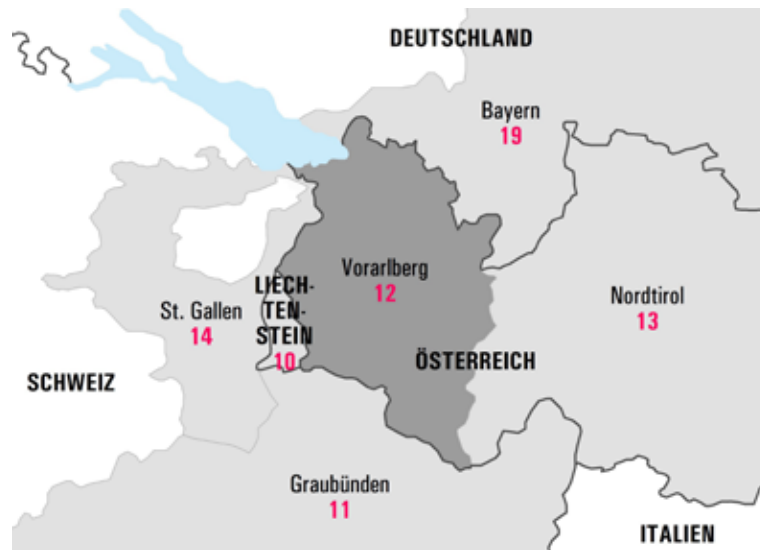 DEUTSCHLAND
Bayern
19
Vorarlberg
12
LIECH-
TEN-
STEIN
10
St. Gallen
14
Nordtirol
13
ÖSTERREICH
SCHWEIZ
Graubünden
11
ITALIEN